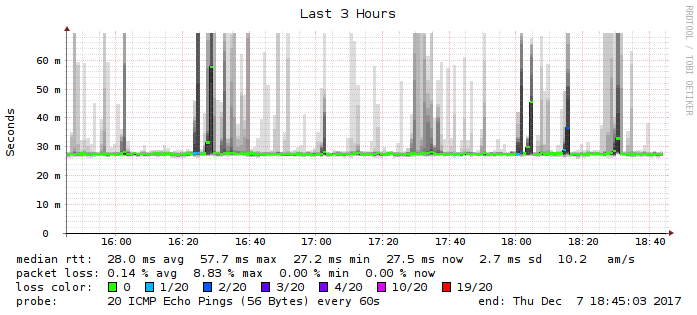 Last 3 Hours
RRDTOOL / TOBI OETIKER
Seconds
60 m
50 m
40 m
30 m
20 m
10 m
0
16:00 16:20 16:40 17:00 17:20 17:40 18:00 18:20 18:40
median rtt: 28.0 ms avg 57.7 ms max 27.2 ms min 27.5 ms now 2.7 ms sd 10.2 am/s
packet loss: 0.14 % avg 8.83 % max 0.00 % min 0.00 % now
loss color: 0 1/20 2/20 3/20 4/20 10/20 19/20
probe: 20 ICMP Echo Pings (56 Bytes) every 60s end: Thu Dec 7 18:45:03 2017